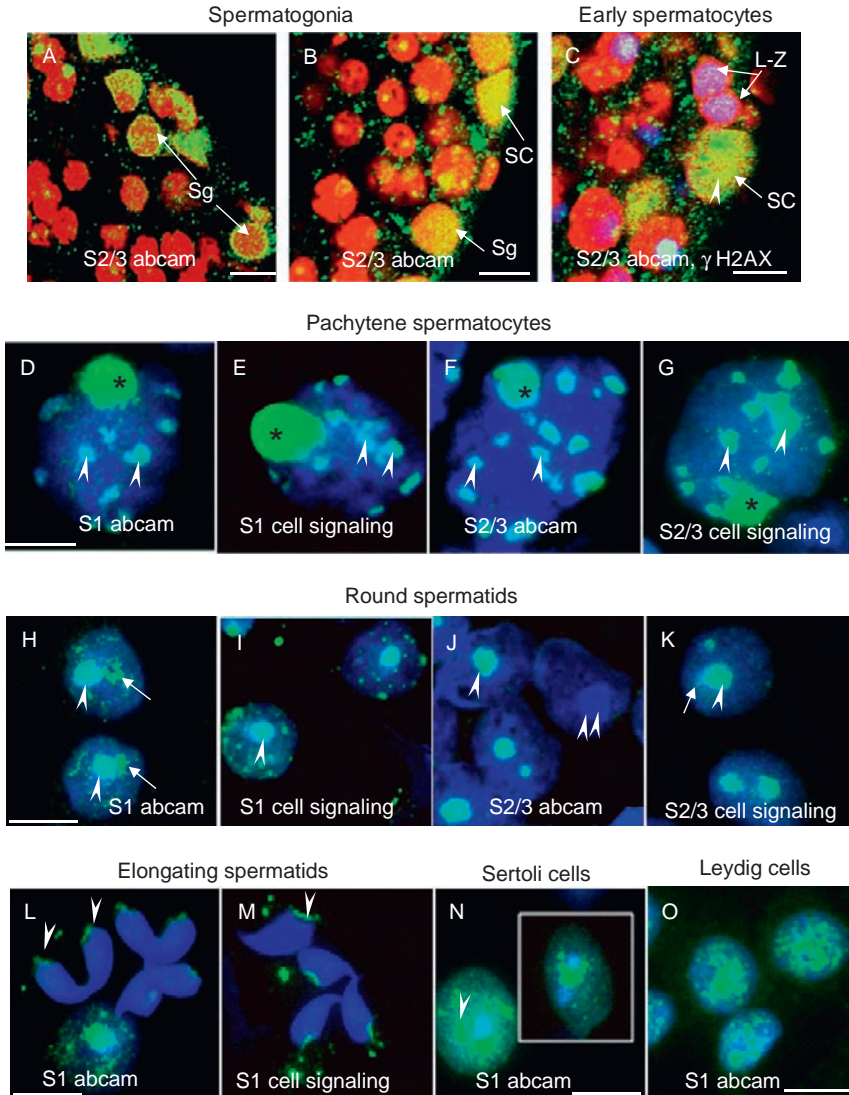 Spermatogonia
Early spermatocytes
A
Sg
S2/3 abcam
B
SC
Sg
S2/3 abcam
C
L-Z
SC
S2/3 abcam, γ H2AX
Pachytene spermatocytes
D
*
S1 abcam
E
*
S1 cell signaling
F
*
S2/3 abcam
G
*
S2/3 cell signaling
Round spermatids
H
S1 abcam
I
S1 cell signaling
J
S2/3 abcam
K
S2/3 cell signaling
Elongating spermatids
Sertoli cells
Leydig cells
L
S1 abcam
M
S1 cell signaling
N
S1 abcam
O
S1 abcam